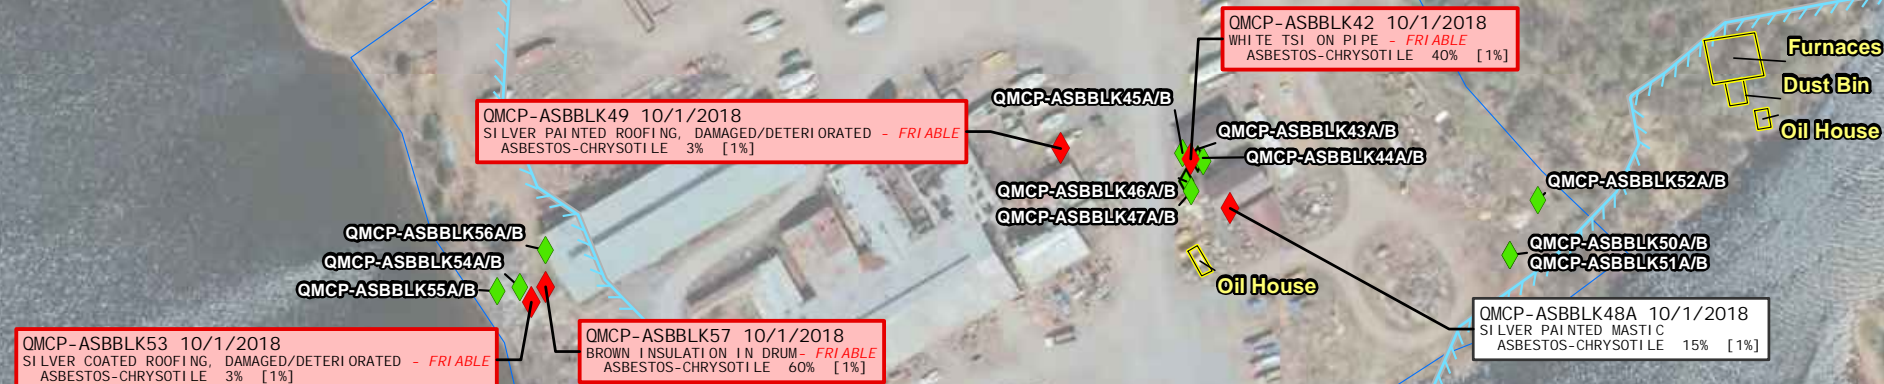 QMCP-ASBBLK42 10/1/2018
WHITE TSI ON PIPE - FRIABLE
ASBESTOS-CHRYSOTILE 40% [1%]
Furnaces
Dust Bin
Oil House
QMCP-ASBBLK49 10/1/2018
SILVER PAINTED ROOFING, DAMAGED/DETERIORATED - FRIABLE
ASBESTOS-CHRYSOTILE 3% [1%]
QMCP-ASBBLK45A/B
QMCP-ASBBLK43A/B
QMCP-ASBBLK44A/B
QMCP-ASBBLK46A/B
QMCP-ASBBLK47A/B
QMCP-ASBBLK52A/B
QMCP-ASBBLK50A/B
QMCP-ASBBLK51A/B
QMCP-ASBBLK56A/B
QMCP-ASBBLK54A/B
QMCP-ASBBLK55A/B
Oil House
QMCP-ASBBLK48A 10/1/2018
SILVER PAINTED MASTIC
ASBESTOS-CHRYSOTILE 15% [1%]
QMCP-ASBBLK53 10/1/2018
SILVER COATED ROOFING, DAMAGED/DETERIORATED - FRIABLE
ASBESTOS-CHRYSOTILE 3% [1%]
QMCP-ASBBLK57 10/1/2018
BROWN INSULATION IN DRUM- FRIABLE
ASBESTOS-CHRYSOTILE 60% [1%]